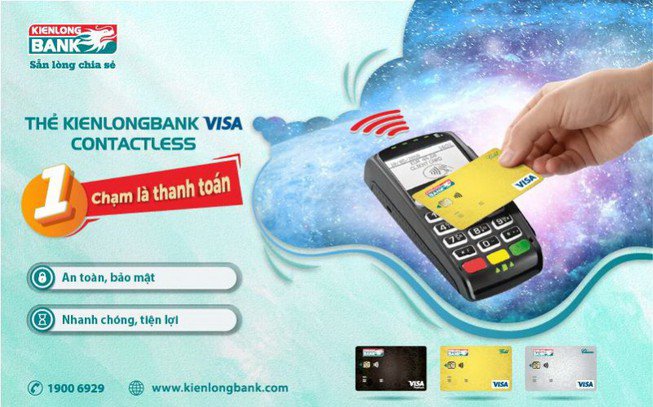 KIENLONG
BANK
Sẵn lòng chia sẻ
THẺ KIENLONGBANK VISA
CONTACTLESS
1 Chạm là thanh toán
An toàn, bảo mật
Nhanh chóng, tiện lợi
VISA
1900 6929
www.kienlongbank.com
VISA
VISA
VISA